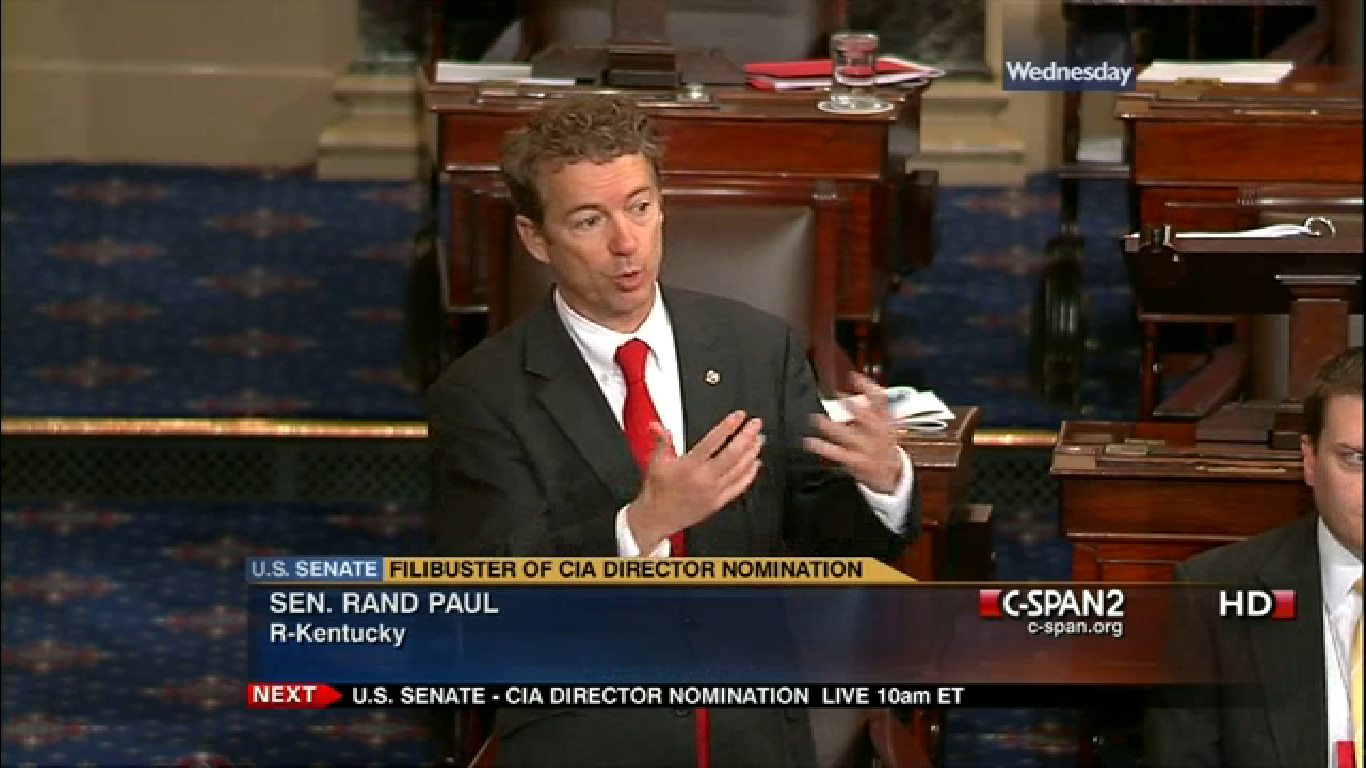 Wednesday
U.S. SENATE FILIBUSTER OF CIA DIRECTOR NOMINATION
SEN. RAND PAUL
R-Kentucky
C-SPAN2
c-span.org
HD
NEXT U.S. SENATE - CIA DIRECTOR NOMINATION LIVE 10am ET